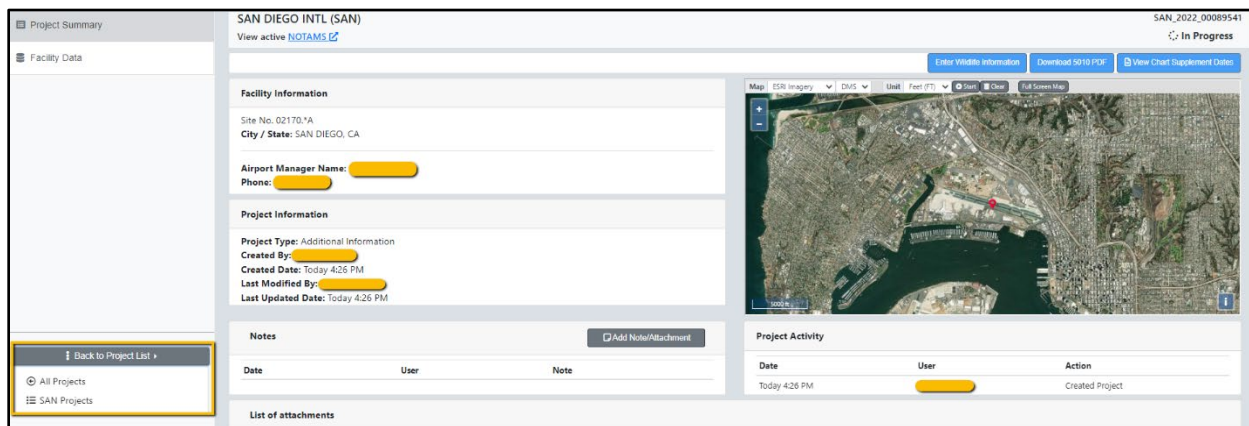 Project Summary
Facility Data
Back to Project List
All Projects
SAN Projects
SAN DIEGO INTL (SAN)
View active NOTAMS
SAN_2022_00089541
In Progress
Enter Wildlife Information
Download 5010 PDF
View Chart Supplement Dates
Facility Information
Site No. 02170.*A
City / State: SAN DIEGO, CA
Airport Manager Name:
Phone:
Project Information
Project Type: Additional Information
Created By:
Created Date: Today 4:26 PM
Last Modified By:
Last Updated Date: Today 4:26 PM
Map ESRI Imagery DMS Unit Feet (FT) Start Clear Full Screen Map
+
−
5000 ft
i
Notes
Add Note/Attachment
Date User Note
Project Activity
Date User Action
Today 4:26 PM Created Project
List of attachments